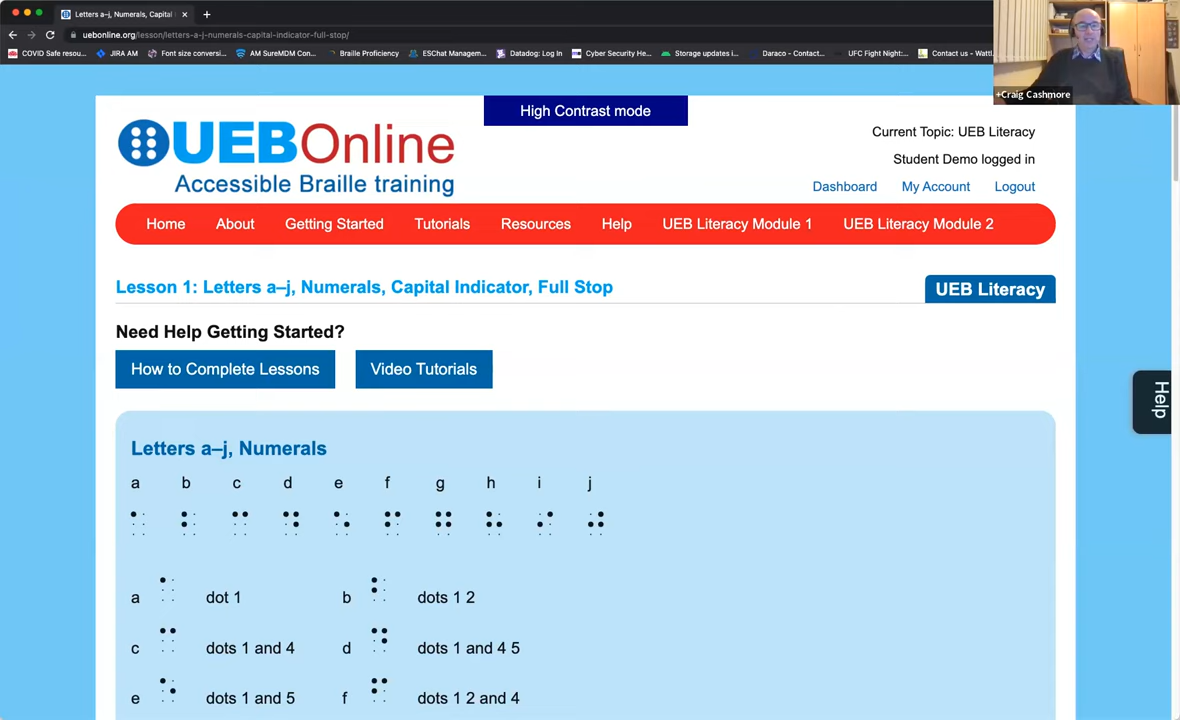 Letters a–j, Numerals, Capital
uebonline.org/lesson/letters-a-j-numerals-capital-indicator-full-stop/
COVID Safe resou... JIRA AM Font size conversi... AM SureMDM Con... Braille Proficiency ESChat Managem... Datadog: Log In Cyber Security He... Storage updates i... Daraco - Contact... UFC Fight Night:... Contact us - Wattl...
+Craig Cashmore
High Contrast mode
UEBOnline
Accessible Braille training
Current Topic: UEB Literacy
Student Demo logged in
Dashboard My Account Logout
Home About Getting Started Tutorials Resources Help UEB Literacy Module 1 UEB Literacy Module 2
Lesson 1: Letters a–j, Numerals, Capital Indicator, Full Stop
UEB Literacy
Need Help Getting Started?
How to Complete Lessons Video Tutorials
Help
Letters a–j, Numerals
a b c d e f g h i j
⠁ ⠃ ⠉ ⠙ ⠑ ⠋ ⠛ ⠓ ⠊ ⠚
a ⠁ dot 1 b ⠃ dots 1 2
c ⠉ dots 1 and 4 d ⠙ dots 1 and 4 5
e ⠑ dots 1 and 5 f ⠋ dots 1 2 and 4